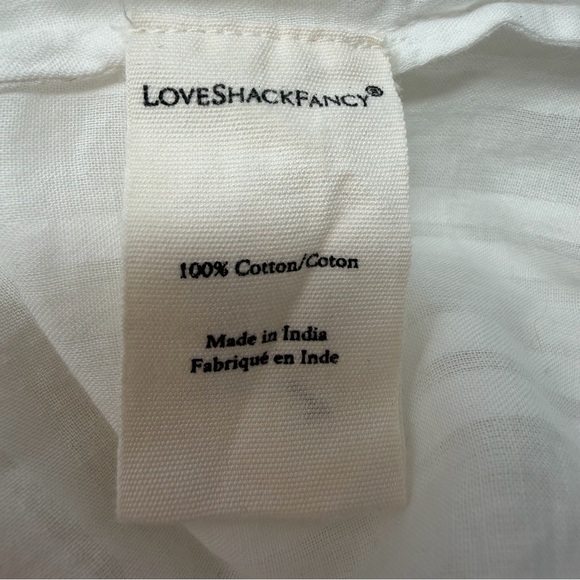 LOVESHACKFANCY®
100% Cotton/Coton
Made in India
Fabriqué en Inde